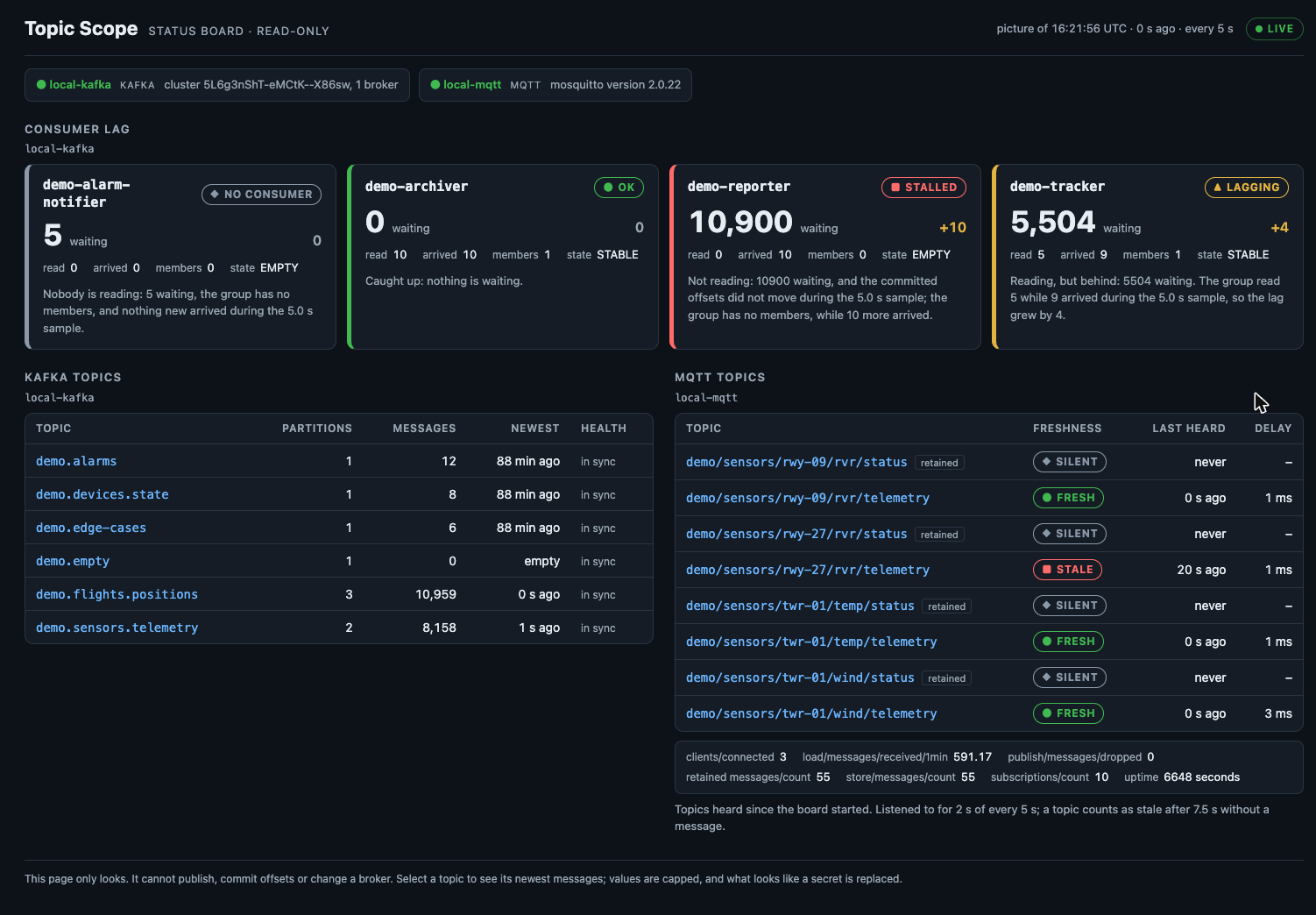 Topic Scope STATUS BOARD · READ-ONLY picture of 16:21:56 UTC · 0 s ago · every 5 s LIVE
local-kafka KAFKA cluster 5L6g3nShT-eMCtK--X86sw, 1 broker local-mqtt MQTT mosquitto version 2.0.22
CONSUMER LAG
local-kafka
demo-alarm-
notifier
NO CONSUMER
5 waiting 0
read 0 arrived 0 members 0 state EMPTY
Nobody is reading: 5 waiting, the group has no
members, and nothing new arrived during the 5.0 s
sample.
demo-archiver OK
0 waiting 0
read 10 arrived 10 members 1 state STABLE
Caught up: nothing is waiting.
demo-reporter STALLED
10,900 waiting +10
read 0 arrived 10 members 0 state EMPTY
Not reading: 10900 waiting, and the committed
offsets did not move during the 5.0 s sample; the
group has no members, while 10 more arrived.
demo-tracker LAGGING
5,504 waiting +4
read 5 arrived 9 members 1 state STABLE
Reading, but behind: 5504 waiting. The group read
5 while 9 arrived during the 5.0 s sample, so the lag
grew by 4.
KAFKA TOPICS
local-kafka
TOPIC PARTITIONS MESSAGES NEWEST HEALTH
demo.alarms 1 12 88 min ago in sync
demo.devices.state 1 8 88 min ago in sync
demo.edge-cases 1 6 88 min ago in sync
demo.empty 1 0 empty in sync
demo.flights.positions 3 10,959 0 s ago in sync
demo.sensors.telemetry 2 8,158 1 s ago in sync
MQTT TOPICS
local-mqtt
TOPIC FRESHNESS LAST HEARD DELAY
demo/sensors/rwy-09/rvr/status retained SILENT never –
demo/sensors/rwy-09/rvr/telemetry FRESH 0 s ago 1 ms
demo/sensors/rwy-27/rvr/status retained SILENT never –
demo/sensors/rwy-27/rvr/telemetry STALE 20 s ago 1 ms
demo/sensors/twr-01/temp/status retained SILENT never –
demo/sensors/twr-01/temp/telemetry FRESH 0 s ago 1 ms
demo/sensors/twr-01/wind/status retained SILENT never –
demo/sensors/twr-01/wind/telemetry FRESH 0 s ago 3 ms
clients/connected 3 load/messages/received/1min 591.17 publish/messages/dropped 0
retained messages/count 55 store/messages/count 55 subscriptions/count 10 uptime 6648 seconds
Topics heard since the board started. Listened to for 2 s of every 5 s; a topic counts as stale after 7.5 s without a
message.
This page only looks. It cannot publish, commit offsets or change a broker. Select a topic to see its newest messages; values are capped, and what looks like a secret is replaced.